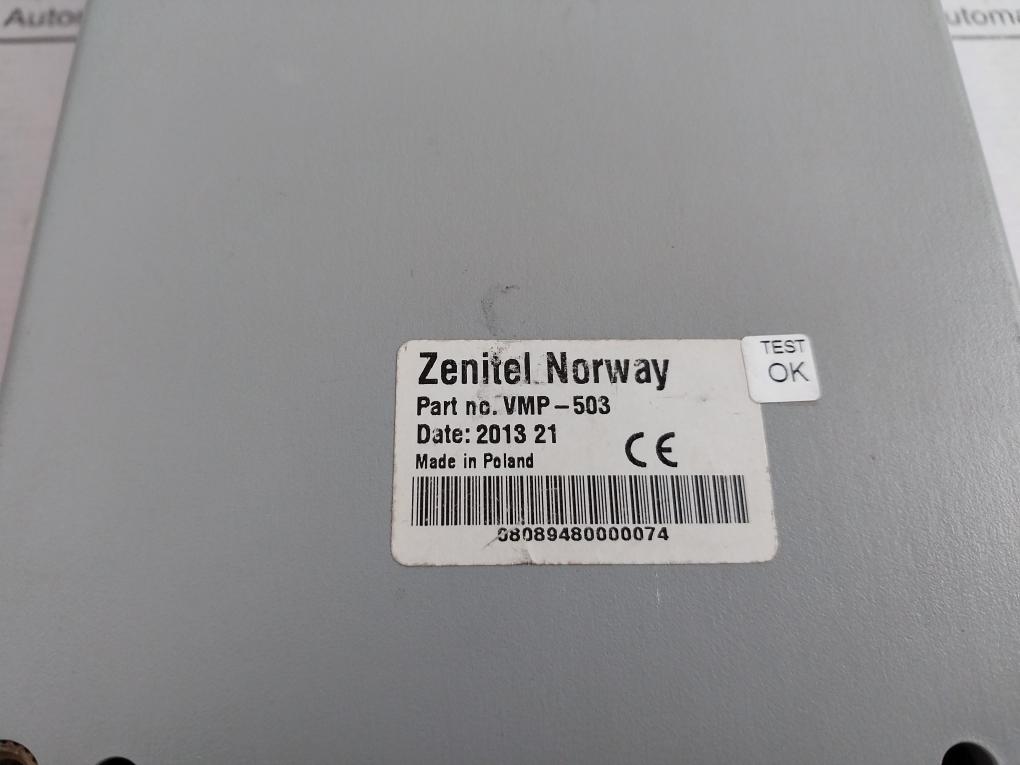 Zenitel Norway
Part no. VMP-503
Date: 2013 21
Made in Poland
CE
08089480000074
TEST
OK